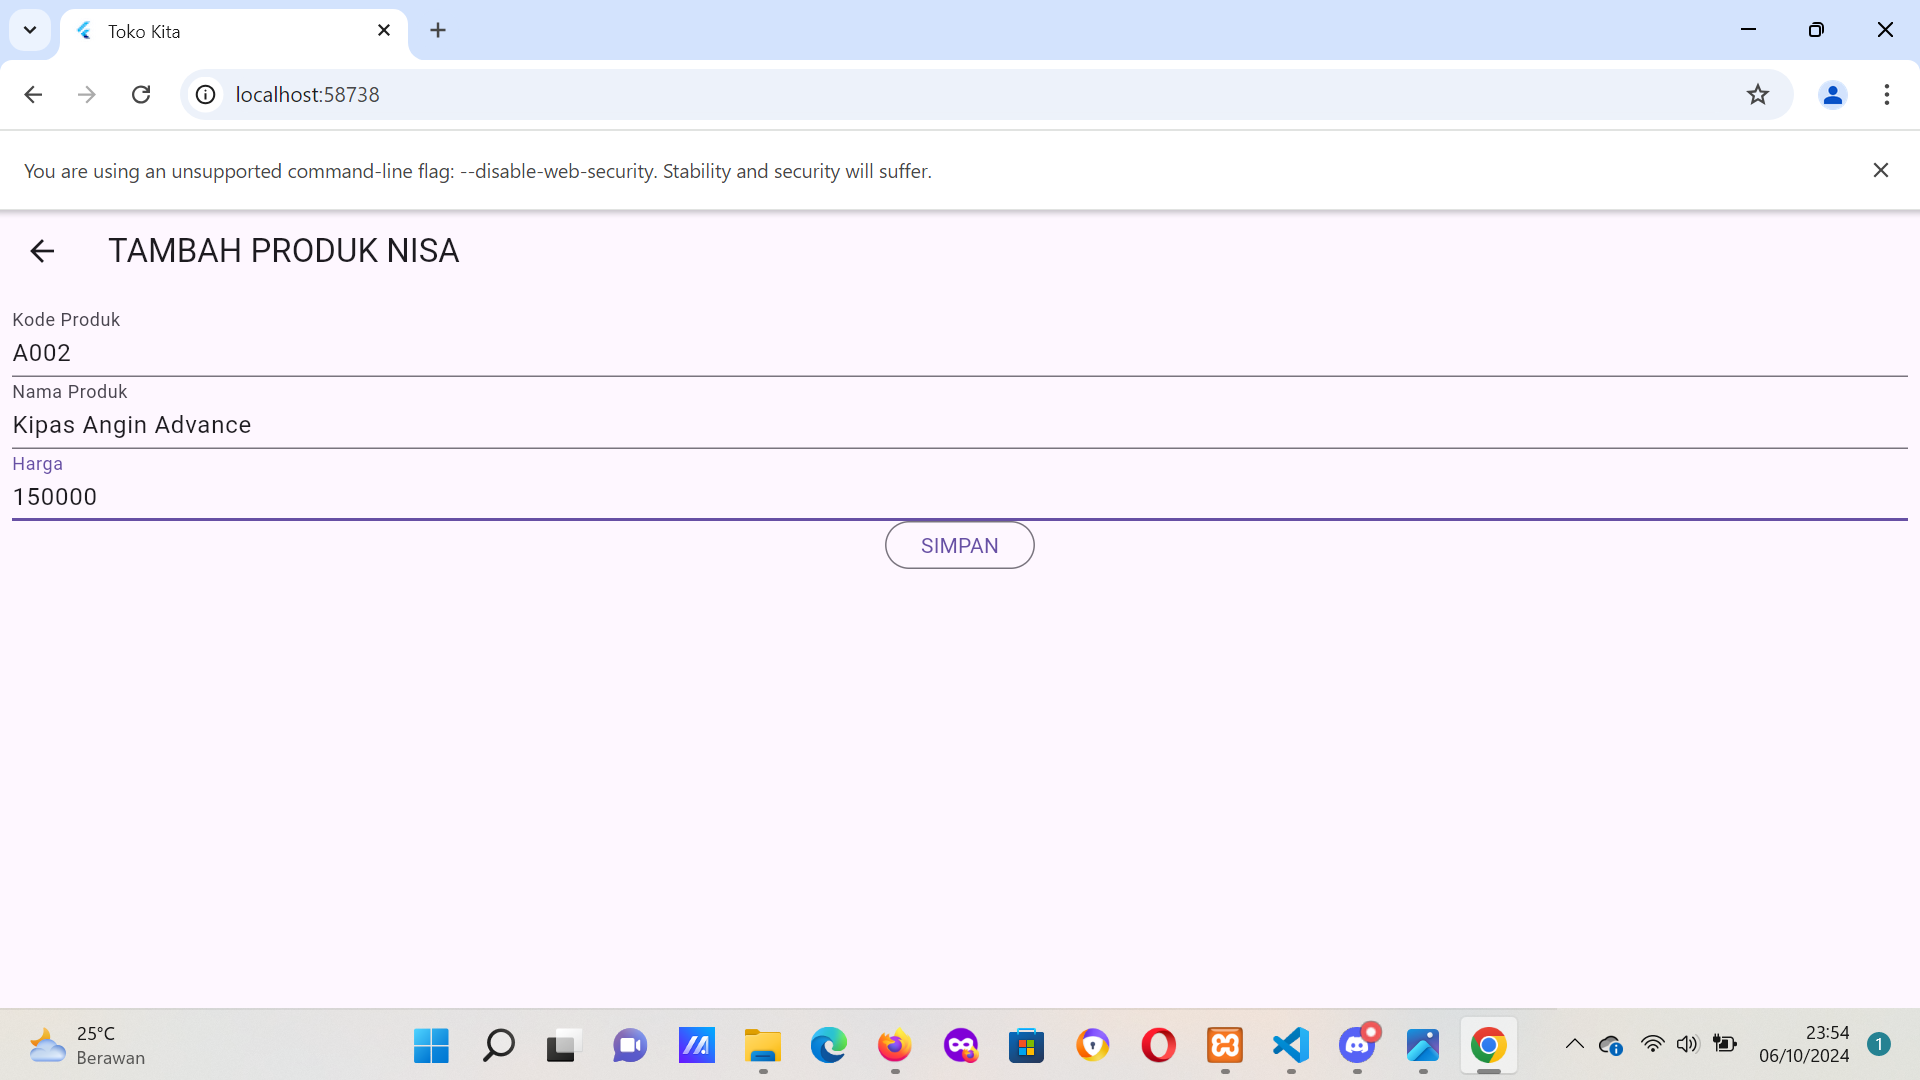 Toko Kita
localhost:58738
You are using an unsupported command-line flag: --disable-web-security. Stability and security will suffer.
TAMBAH PRODUK NISA
Kode Produk
A002
Nama Produk
Kipas Angin Advance
Harga
150000
SIMPAN
25°C
Berawan
23:54
06/10/2024
1